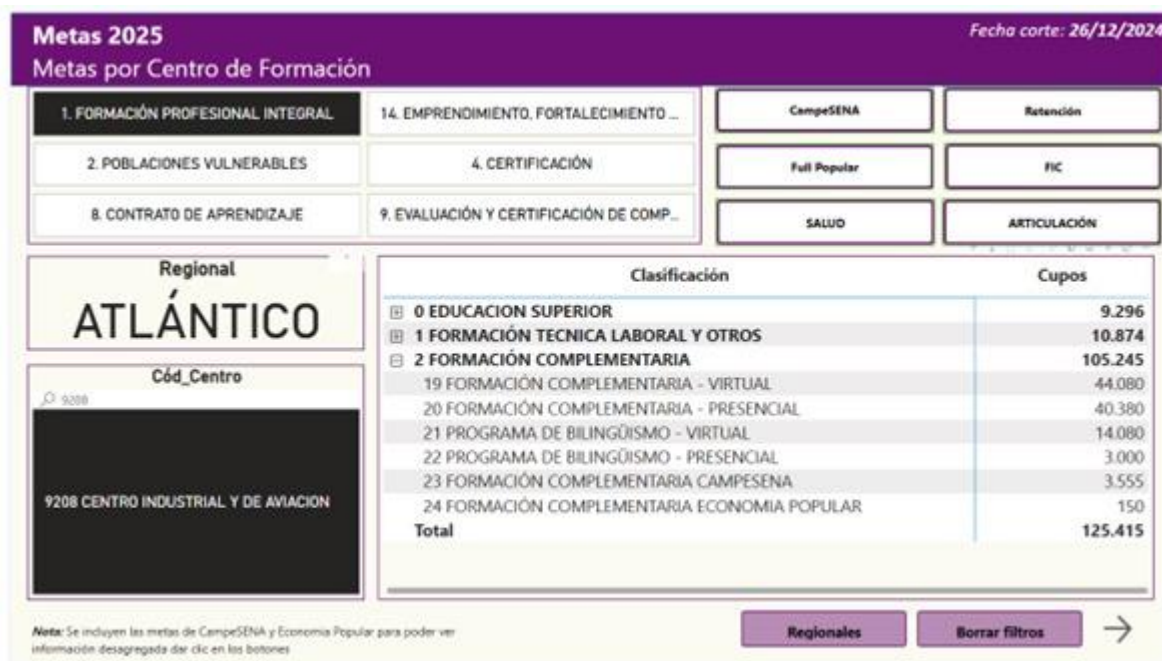 Metas 2025
Fecha corte: 26/12/2024
Metas por Centro de Formación
1. FORMACIÓN PROFESIONAL INTEGRAL
14. EMPRENDIMIENTO, FORTALECIMIENTO ...
CampeSENA
Retención
2. POBLACIONES VULNERABLES
4. CERTIFICACIÓN
Full Popular
FIC
8. CONTRATO DE APRENDIZAJE
9. EVALUACIÓN Y CERTIFICACIÓN DE COMP...
SALUD
ARTICULACIÓN
Regional
ATLÁNTICO
Cód_Centro
9208
9208 CENTRO INDUSTRIAL Y DE AVIACION
Clasificación Cupos
0 EDUCACION SUPERIOR 9.296
1 FORMACIÓN TECNICA LABORAL Y OTROS 10.874
2 FORMACIÓN COMPLEMENTARIA 105.245
19 FORMACIÓN COMPLEMENTARIA - VIRTUAL 44.080
20 FORMACIÓN COMPLEMENTARIA - PRESENCIAL 40.380
21 PROGRAMA DE BILINGÜISMO - VIRTUAL 14.080
22 PROGRAMA DE BILINGÜISMO - PRESENCIAL 3.000
23 FORMACIÓN COMPLEMENTARIA CAMPESENA 3.555
24 FORMACIÓN COMPLEMENTARIA ECONOMIA POPULAR 150
Total 125.415
Nota: Se incluyen las metas de CampeSENA y Economia Popular para poder ver
información desagregada dar clic en los botones
Regionales
Borrar filtros